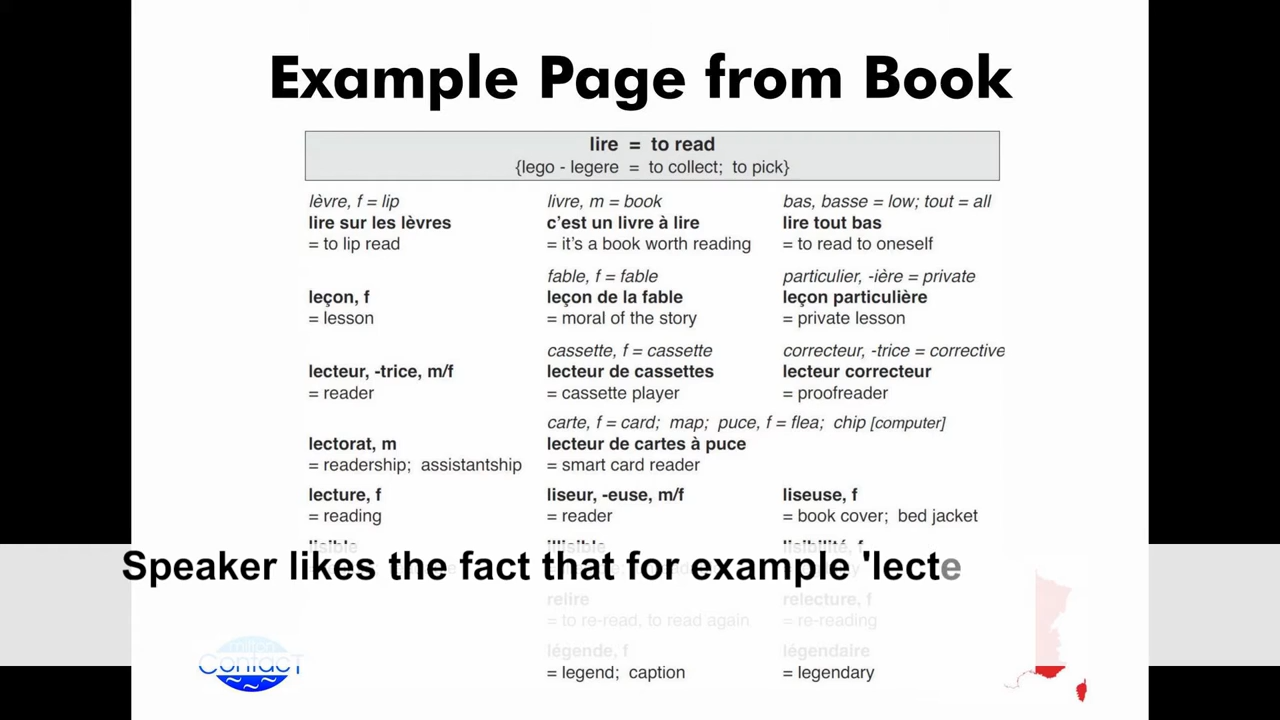 Example Page from Book
lire = to read
{lego - legere = to collect; to pick}
lèvre, f = lip
lire sur les lèvres
= to lip read
livre, m = book
c'est un livre à lire
= it's a book worth reading
bas, basse = low; tout = all
lire tout bas
= to read to oneself
leçon, f
= lesson
fable, f = fable
leçon de la fable
= moral of the story
particulier, -ière = private
leçon particulière
= private lesson
lecteur, -trice, m/f
= reader
cassette, f = cassette
lecteur de cassettes
= cassette player
correcteur, -trice = corrective
lecteur correcteur
= proofreader
lectorat, m
= readership; assistantship
carte, f = card; map; puce, f = flea; chip [computer]
lecteur de cartes à puce
= smart card reader
lecture, f
= reading
liseur, -euse, m/f
= reader
liseuse, f
= book cover; bed jacket
lisible
illisible
lisibilité, f
Speaker likes the fact that for example 'lecte
relire
= to re-read, to read again
relecture, f
= re-reading
légende, f
= legend; caption
légendaire
= legendary
million
ContacT